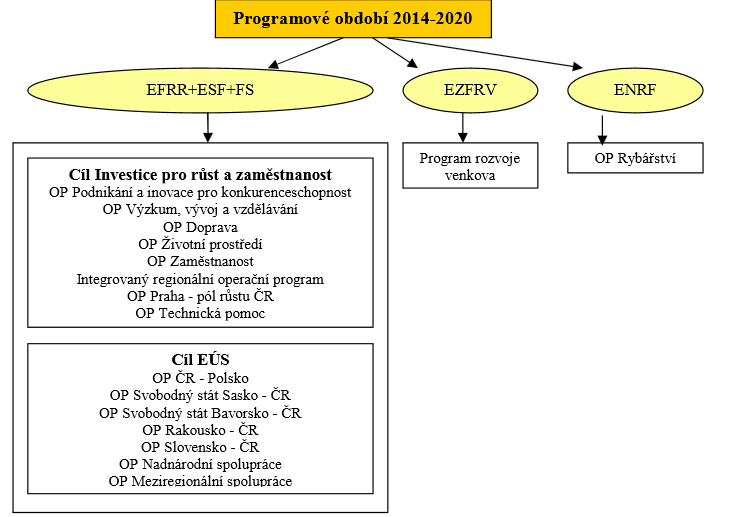 Programové období 2014-2020
EFRR+ESF+FS
EZFRV
ENRF
Cíl Investice pro růst a zaměstnanost
OP Podnikání a inovace pro konkurenceschopnost
OP Výzkum, vývoj a vzdělávání
OP Doprava
OP Životní prostředí
OP Zaměstnanost
Integrovaný regionální operační program
OP Praha - pól růstu ČR
OP Technická pomoc
Cíl EÚS
OP ČR - Polsko
OP Svobodný stát Sasko - ČR
OP Svobodný stát Bavorsko - ČR
OP Rakousko - ČR
OP Slovensko - ČR
OP Nadnárodní spolupráce
OP Meziregionální spolupráce
Program rozvoje
venkova
OP Rybářství